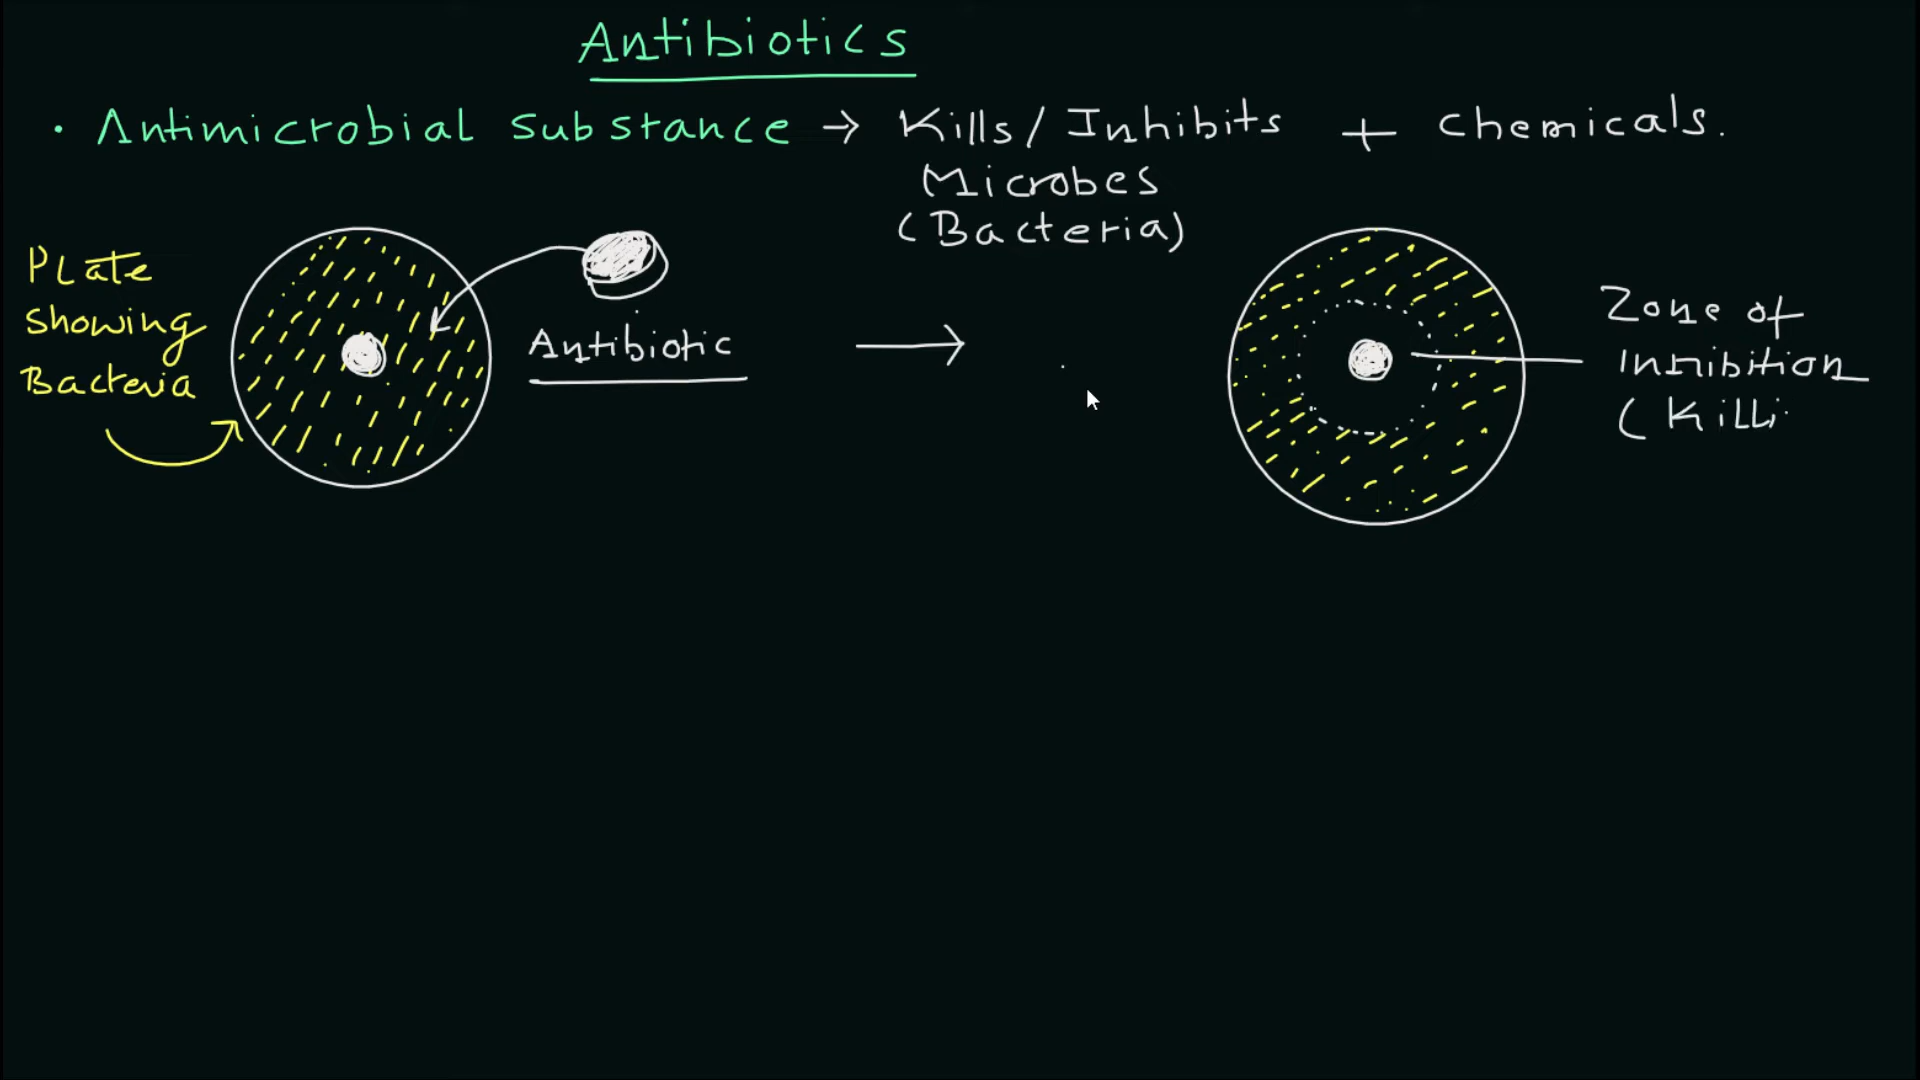 Antibiotics
• Antimicrobial substance → Kills/Inhibits + Chemicals.
Microbes
(Bacteria)
Plate
showing
Bacteria
Antibiotic
Zone of
Inhibition
(Killi